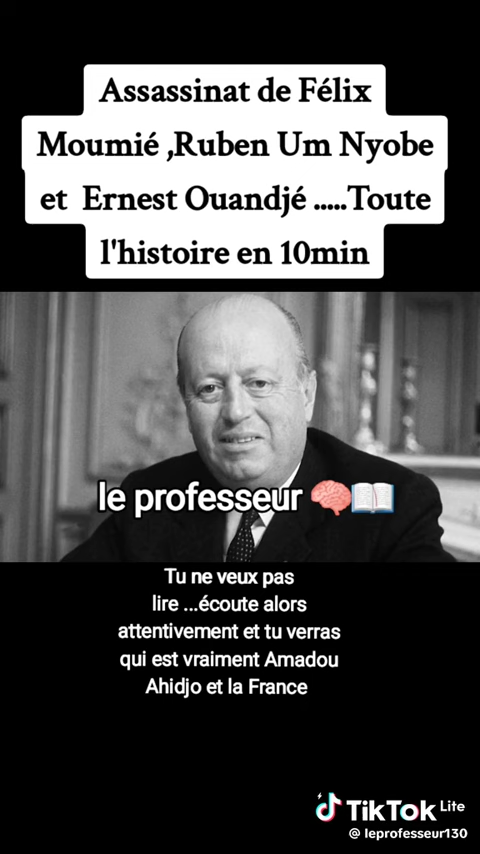 Assassinat de Félix
Moumié ,Ruben Um Nyobe
et Ernest Ouandjé .....Toute
l'histoire en 10min
le professeur 🧠📖
Tu ne veux pas
lire ...écoute alors
attentivement et tu verras
qui est vraiment Amadou
Ahidjo et la France
TikTok Lite
@ leprofesseur130